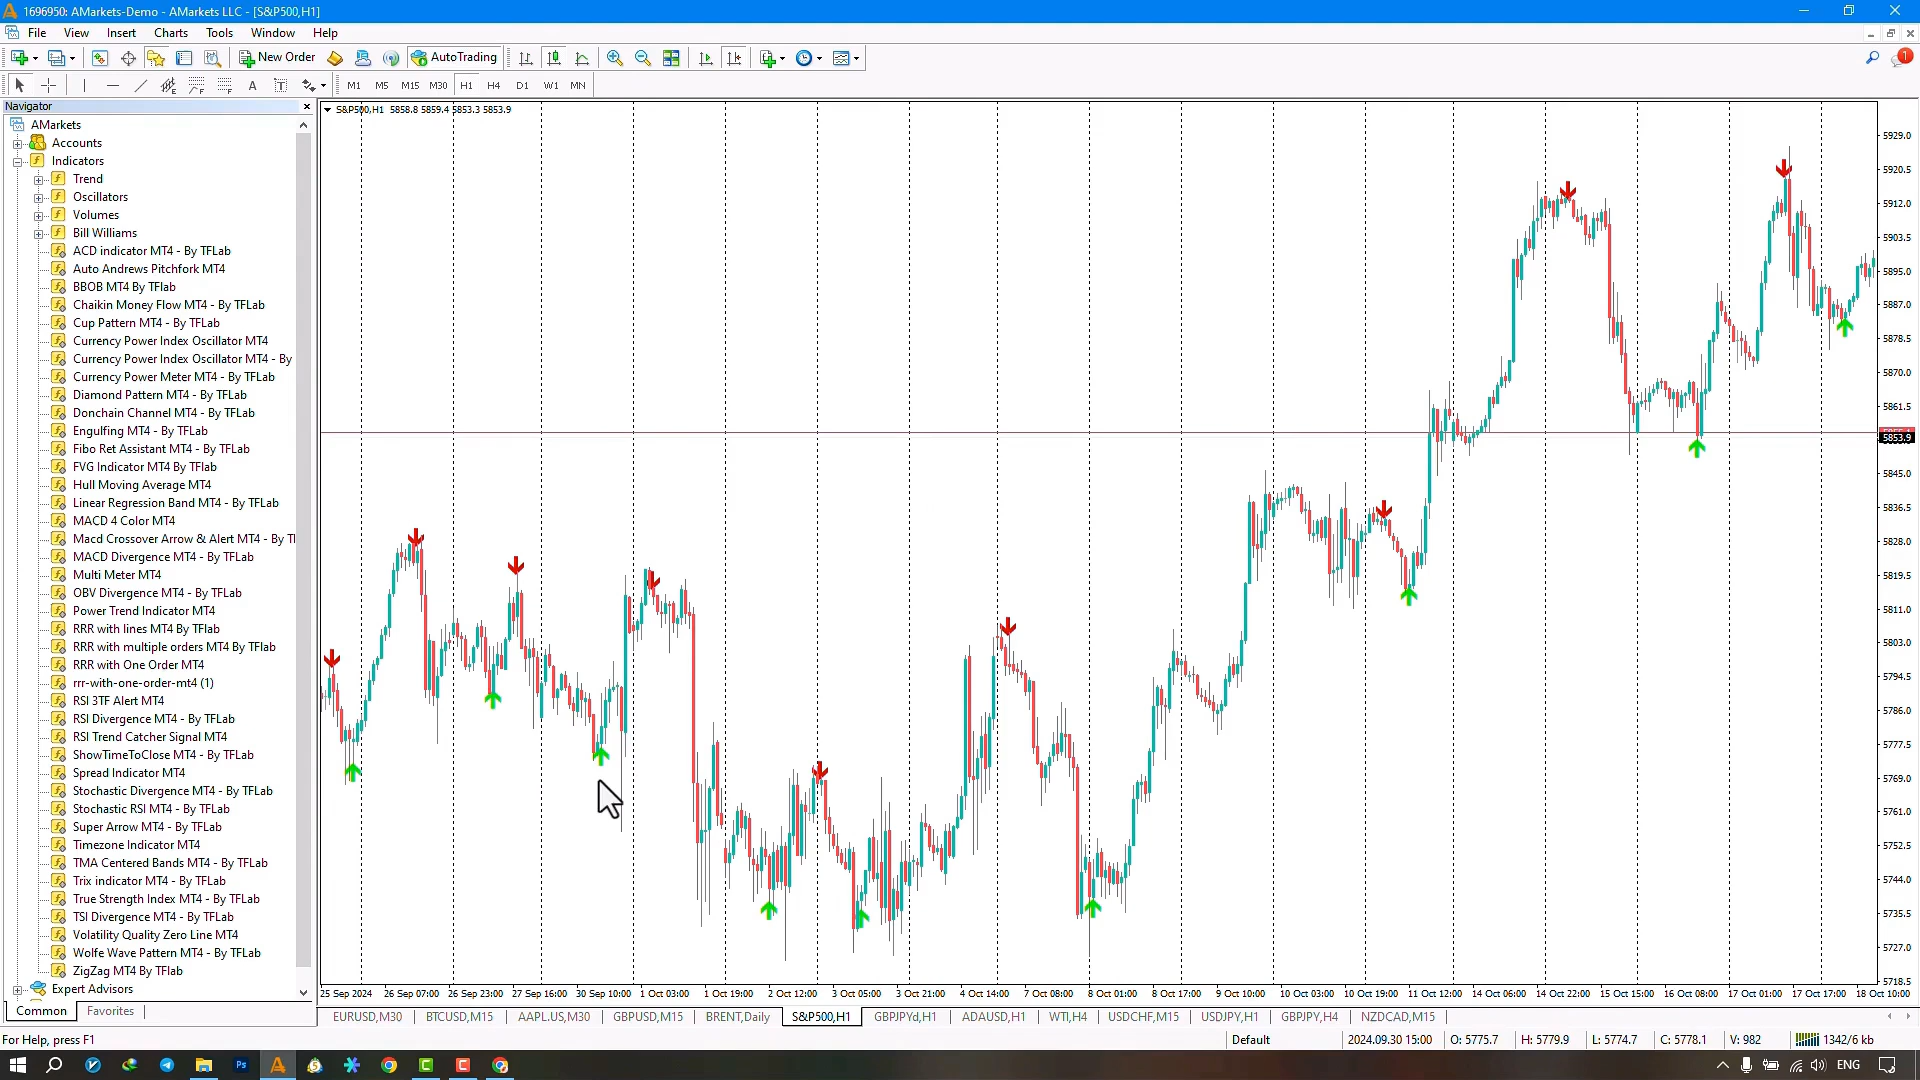 1696950: AMarkets-Demo - AMarkets LLC - [S&P500,H1]
File View Insert Charts Tools Window Help
New Order AutoTrading
M1 M5 M15 M30 H1 H4 D1 W1 MN
Navigator
AMarkets
Accounts
Indicators
Trend
Oscillators
Volumes
Bill Williams
ACD indicator MT4 - By TFLab
Auto Andrews Pitchfork MT4
BBOB MT4 By TFlab
Chaikin Money Flow MT4 - By TFLab
Cup Pattern MT4 - By TFLab
Currency Power Index Oscillator MT4
Currency Power Index Oscillator MT4 - By
Currency Power Meter MT4 - By TFLab
Diamond Pattern MT4 - By TFLab
Donchain Channel MT4 - By TFLab
Engulfing MT4 - By TFLab
Fibo Ret Assistant MT4 - By TFLab
FVG Indicator MT4 By TFlab
Hull Moving Average MT4
Linear Regression Band MT4 - By TFLab
MACD 4 Color MT4
Macd Crossover Arrow & Alert MT4 - By
MACD Divergence MT4 - By TFLab
Multi Meter MT4
OBV Divergence MT4 - By TFLab
Power Trend Indicator MT4
RRR with lines MT4 By TFlab
RRR with multiple orders MT4 By TFlab
RRR with One Order MT4
rrr-with-one-order-mt4 (1)
RSI 3TF Alert MT4
RSI Divergence MT4 - By TFLab
RSI Trend Catcher Signal MT4
ShowTimeToClose MT4 - By TFLab
Spread Indicator MT4
Stochastic Divergence MT4 - By TFLab
Stochastic RSI MT4 - By TFLab
Super Arrow MT4 - By TFLab
Timezone Indicator MT4
TMA Centered Bands MT4 - By TFLab
Trix indicator MT4 - By TFLab
True Strength Index MT4 - By TFLab
TSI Divergence MT4 - By TFLab
Volatility Quality Zero Line MT4
Wolfe Wave Pattern MT4 - By TFLab
ZigZag MT4 By TFlab
Expert Advisors
Common Favorites
S&P500,H1 5858.8 5859.4 5853.3 5853.9
5929.0
5920.5
5912.0
5903.5
5895.0
5887.0
5878.5
5870.0
5861.5
5853.9
5845.0
5836.5
5828.0
5819.5
5811.0
5803.0
5794.5
5786.0
5777.5
5769.0
5761.0
5752.5
5744.0
5735.5
5727.0
5718.5
25 Sep 2024 26 Sep 07:00 26 Sep 23:00 27 Sep 16:00 30 Sep 10:00 1 Oct 03:00 1 Oct 19:00 2 Oct 12:00 3 Oct 05:00 3 Oct 21:00 4 Oct 14:00 7 Oct 08:00 8 Oct 01:00 8 Oct 17:00 9 Oct 10:00 10 Oct 03:00 10 Oct 19:00 11 Oct 12:00 14 Oct 06:00 14 Oct 22:00 15 Oct 15:00 16 Oct 08:00 17 Oct 01:00 17 Oct 17:00 18 Oct 10:00
EURUSD,M30 BTCUSD,M15 AAPL.US,M30 GBPUSD,M15 BRENT,Daily S&P500,H1 GBPJPYd,H1 ADAUSD,H1 WTI,H4 USDCHF,M15 USDJPY,H1 GBPJPY,H4 NZDCAD,M15
For Help, press F1 Default 2024.09.30 15:00 O: 5775.7 H: 5779.9 L: 5774.7 C: 5778.1 V: 982 1342/6 kb
ENG